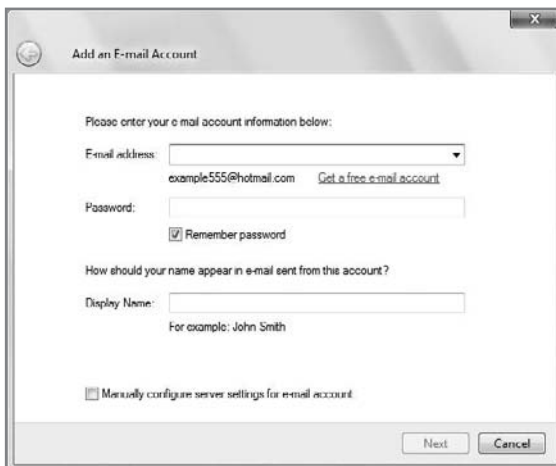 X
Add an E-mail Account
Please enter your e-mail account information below:
E-mail address:
example555@hotmail.com Get a free e-mail account
Password:
Remember password
How should your name appear in e-mail sent from this account?
Display Name:
For example: John Smith
Manually configure server settings for e-mail account
Next Cancel